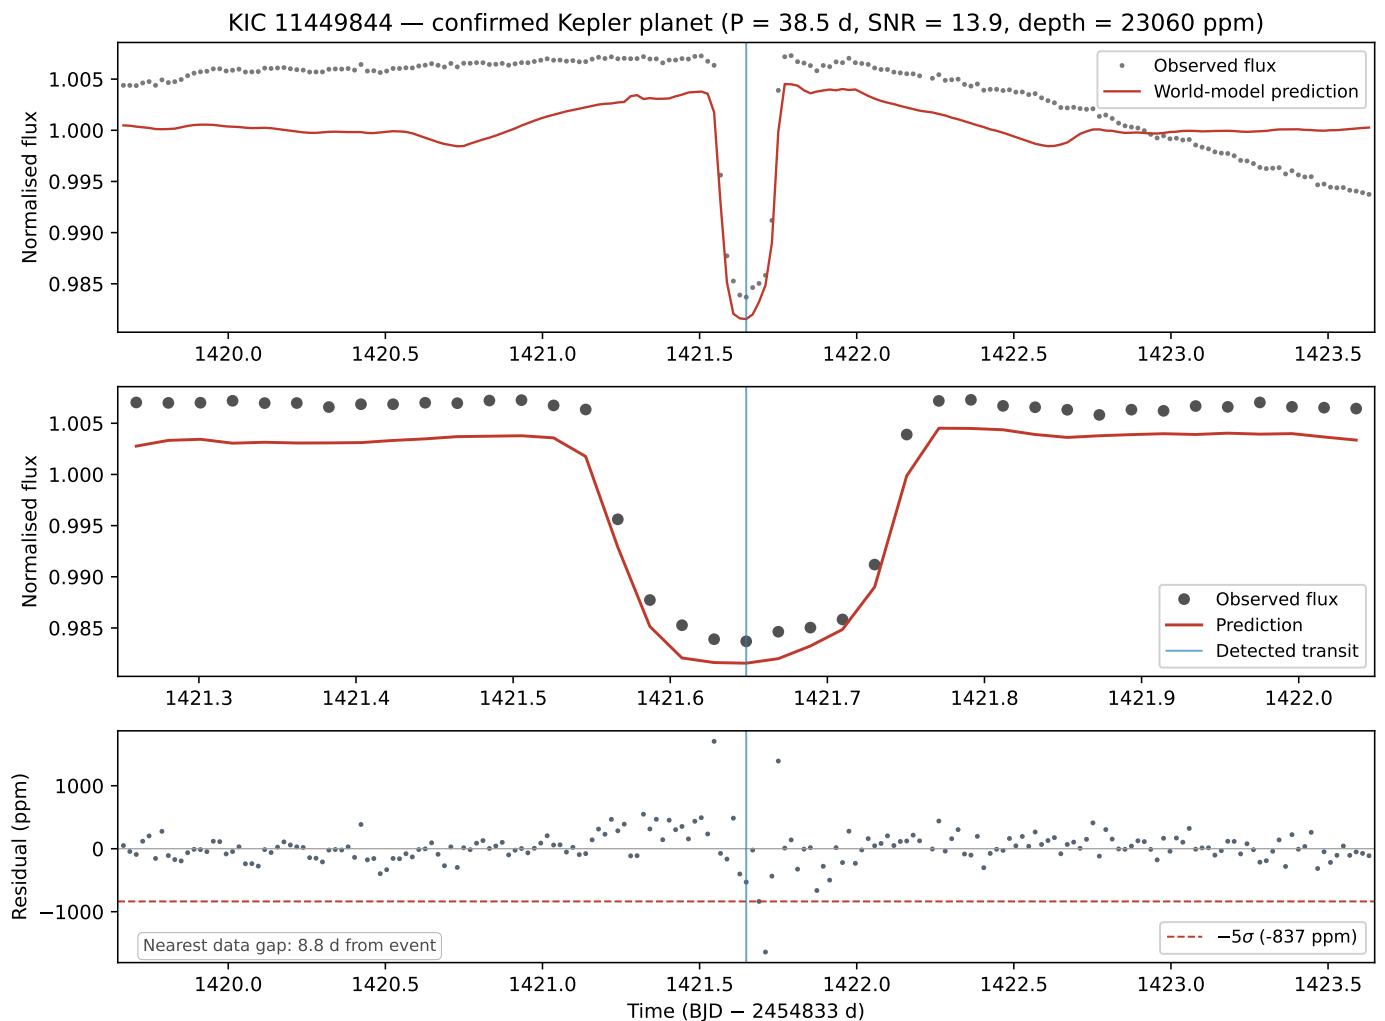 KIC 11449844 — confirmed Kepler planet (P = 38.5 d, SNR = 13.9, depth = 23060 ppm)
Normalised flux
1.005
1.000
0.995
0.990
0.985
Observed flux
World-model prediction
1420.0 1420.5 1421.0 1421.5 1422.0 1422.5 1423.0 1423.5
Normalised flux
1.005
1.000
0.995
0.990
0.985
Observed flux
Prediction
Detected transit
1421.3 1421.4 1421.5 1421.6 1421.7 1421.8 1421.9 1422.0
Residual (ppm)
1000
0
−1000
Nearest data gap: 8.8 d from event
−5σ (-837 ppm)
1420.0 1420.5 1421.0 1421.5 1422.0 1422.5 1423.0 1423.5
Time (BJD − 2454833 d)